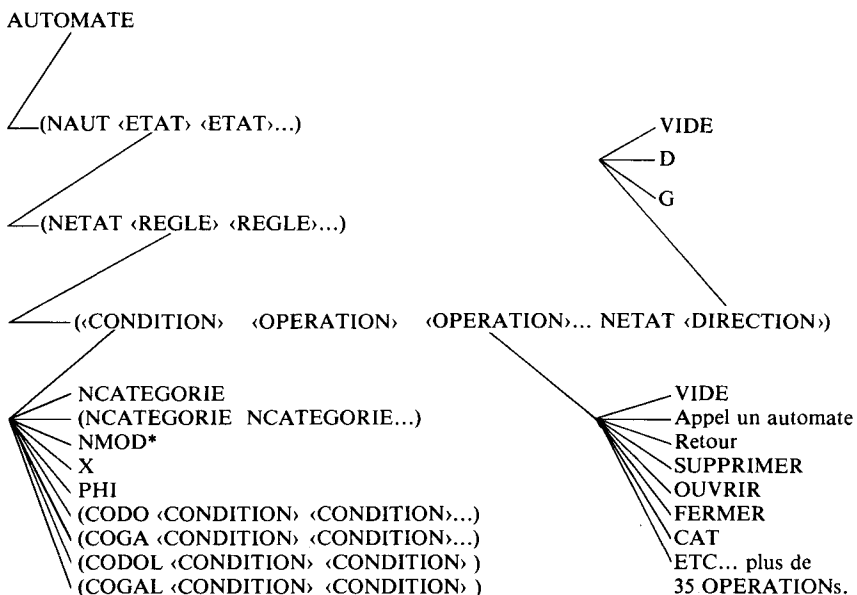 AUTOMATE
(NAUT ‹ETAT› ‹ETAT›...)
VIDE
D
G
(NETAT ‹REGLE› ‹REGLE›...)
(‹CONDITION› ‹OPERATION› ‹OPERATION›... NETAT ‹DIRECTION›)
NCATEGORIE
(NCATEGORIE NCATEGORIE...)
NMOD*
X
PHI
(CODO ‹CONDITION› ‹CONDITION›...)
(COGA ‹CONDITION› ‹CONDITION›...)
(CODOL ‹CONDITION› ‹CONDITION› )
(COGAL ‹CONDITION› ‹CONDITION› )
VIDE
Appel un automate
Retour
SUPPRIMER
OUVRIR
FERMER
CAT
ETC... plus de
35 OPERATIONs.